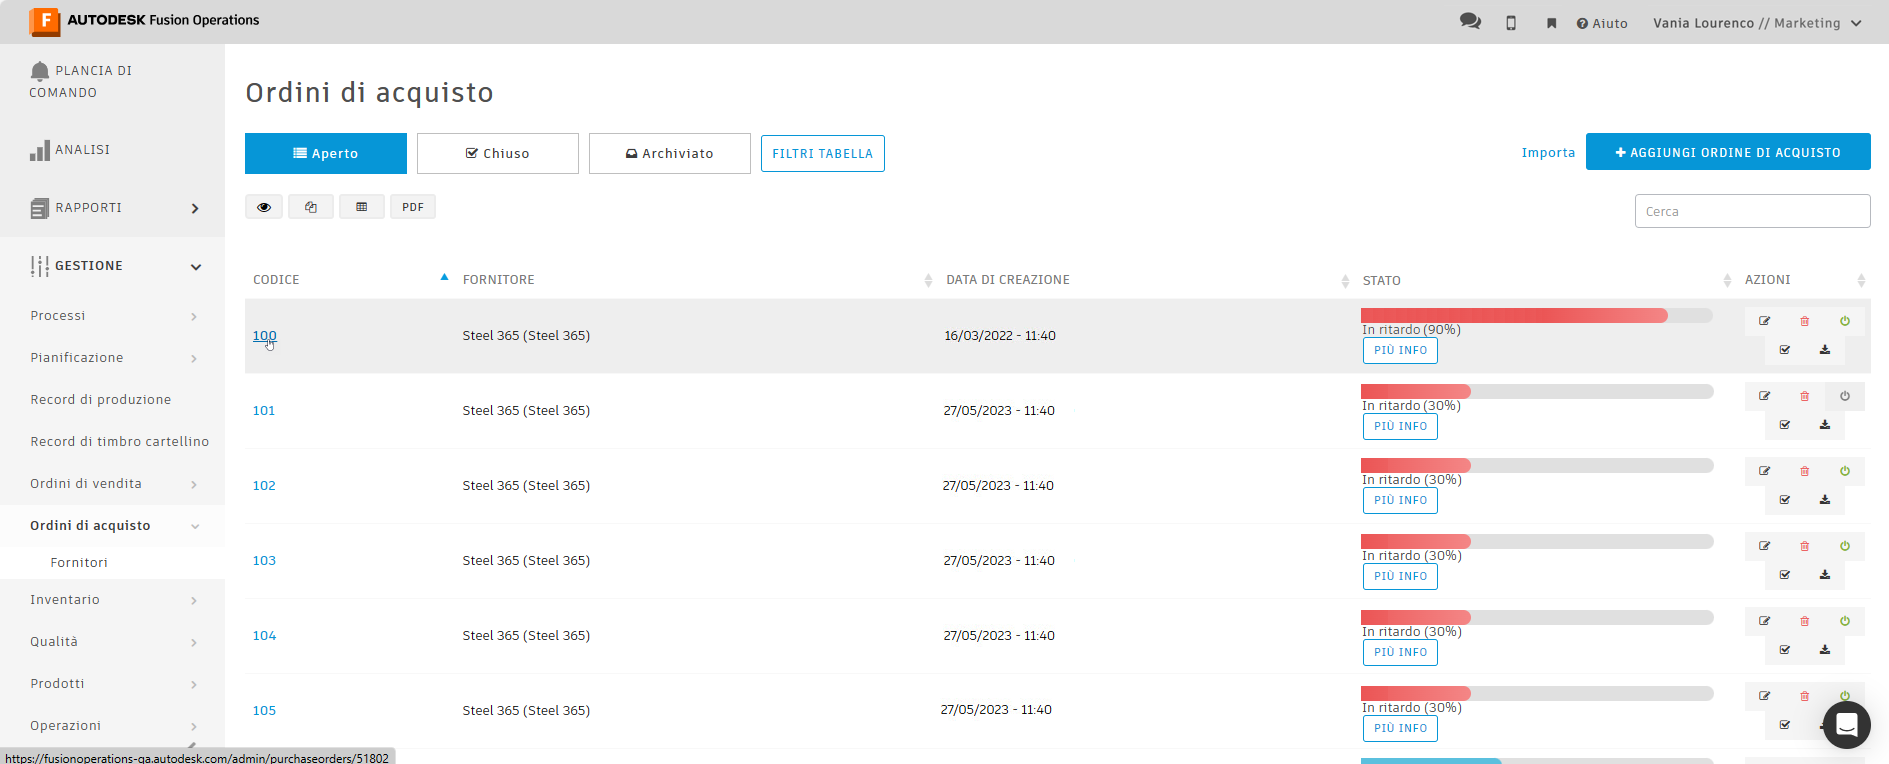 AUTODESK Fusion Operations
Aiuto
Vania Lourenco // Marketing
PLANCIA DI
COMANDO
ANALISI
RAPPORTI
GESTIONE
Processi
Pianificazione
Record di produzione
Record di timbro cartellino
Ordini di vendita
Ordini di acquisto
Fornitori
Inventario
Qualità
Prodotti
Operazioni
Ordini di acquisto
Aperto
Chiuso
Archiviato
FILTRI TABELLA
Importa
+ AGGIUNGI ORDINE DI ACQUISTO
PDF
Cerca
CODICE FORNITORE DATA DI CREAZIONE STATO AZIONI
100 Steel 365 (Steel 365) 16/03/2022 - 11:40 In ritardo (90%)
PIÙ INFO
101 Steel 365 (Steel 365) 27/05/2023 - 11:40 In ritardo (30%)
PIÙ INFO
102 Steel 365 (Steel 365) 27/05/2023 - 11:40 In ritardo (30%)
PIÙ INFO
103 Steel 365 (Steel 365) 27/05/2023 - 11:40 In ritardo (30%)
PIÙ INFO
104 Steel 365 (Steel 365) 27/05/2023 - 11:40 In ritardo (30%)
PIÙ INFO
105 Steel 365 (Steel 365) 27/05/2023 - 11:40 In ritardo (30%)
PIÙ INFO
https://fusionoperations-qa.autodesk.com/admin/purchaseorders/51802